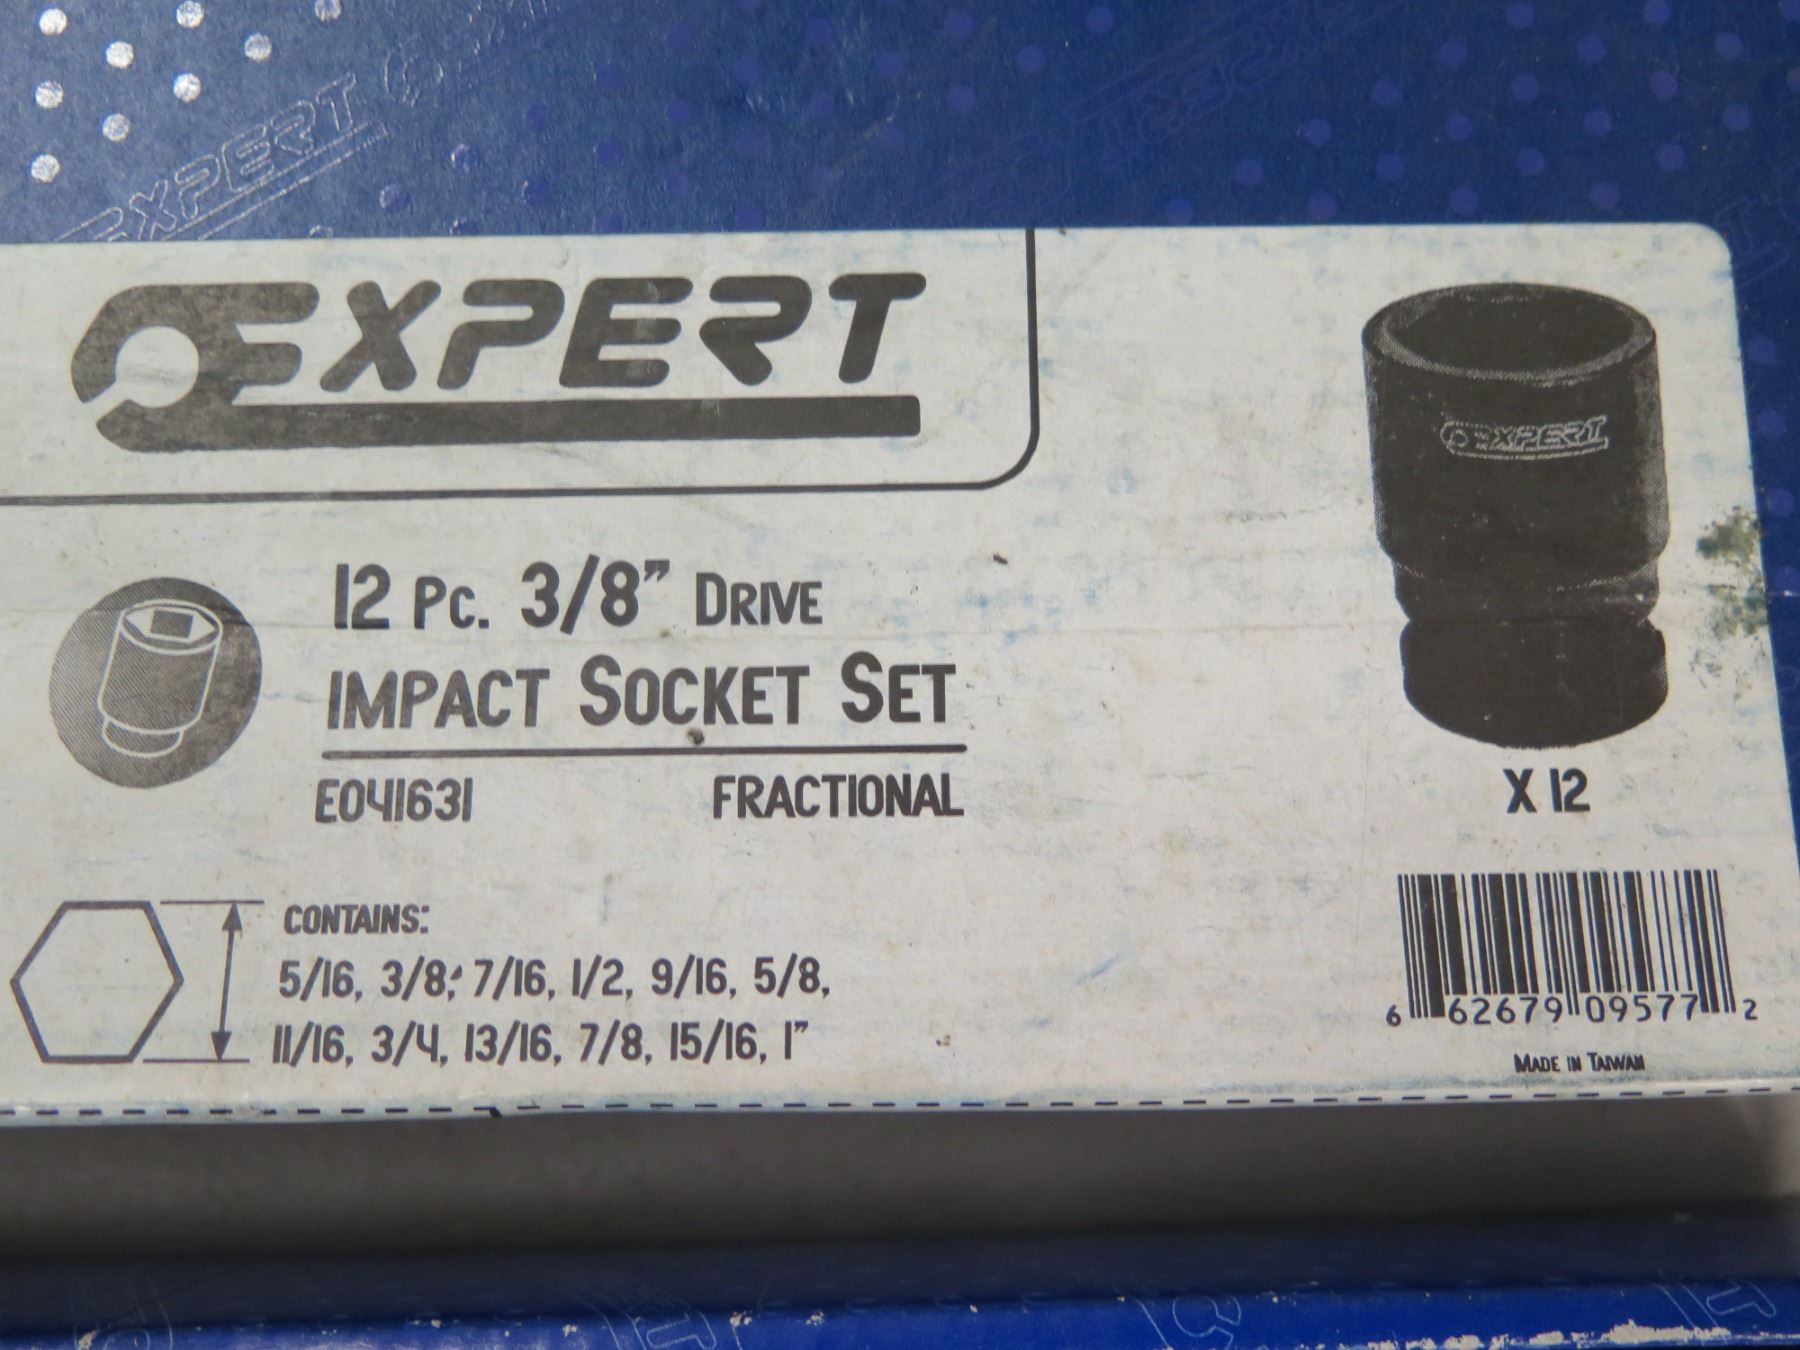 EXPERT
EXPERT
EXPERT
12 Pc. 3/8" DRIVE
IMPACT SOCKET SET
E041631 FRACTIONAL
X 12
CONTAINS:
5/16, 3/8, 7/16, 1/2, 9/16, 5/8,
11/16, 3/4, 13/16, 7/8, 15/16, 1"
6 62679 09577 2
MADE IN TAIWAN